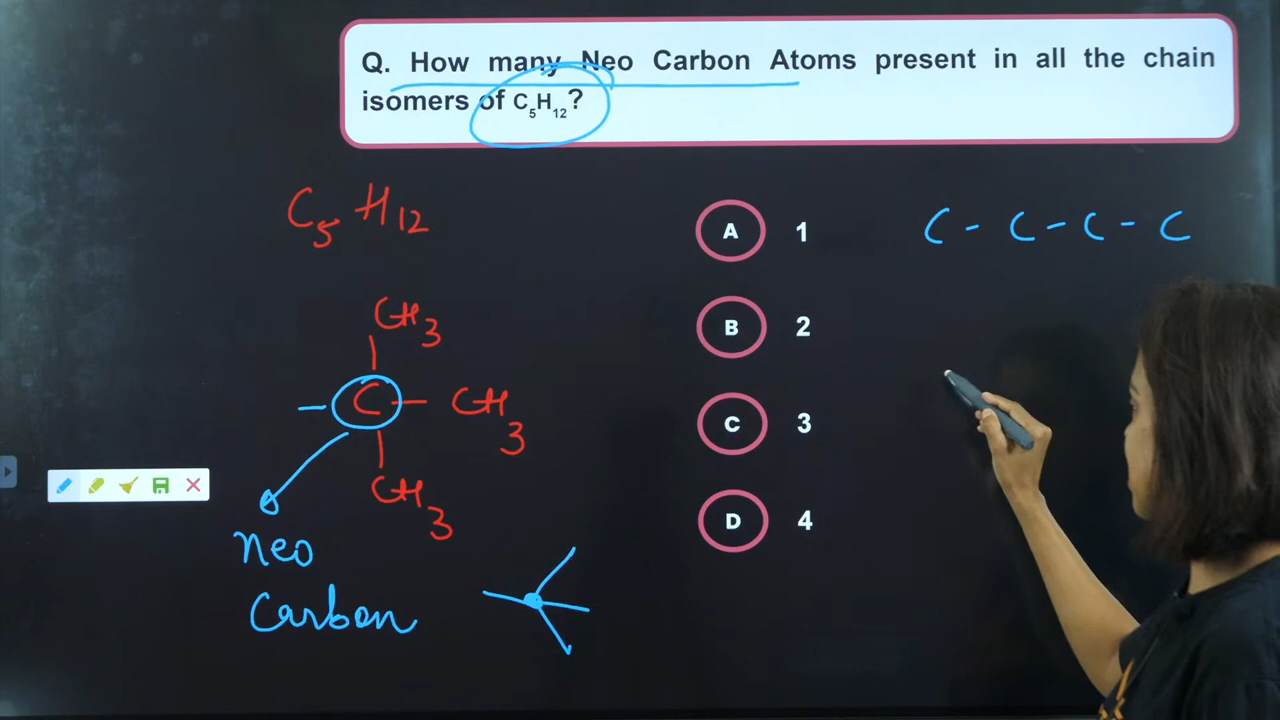 Q. How many Neo Carbon Atoms present in all the chain
isomers of C₅H₁₂?
C₅H₁₂
A 1
C - C - C - C
B 2
CH₃
- C - CH₃
C 3
CH₃
D 4
neo
Carbon